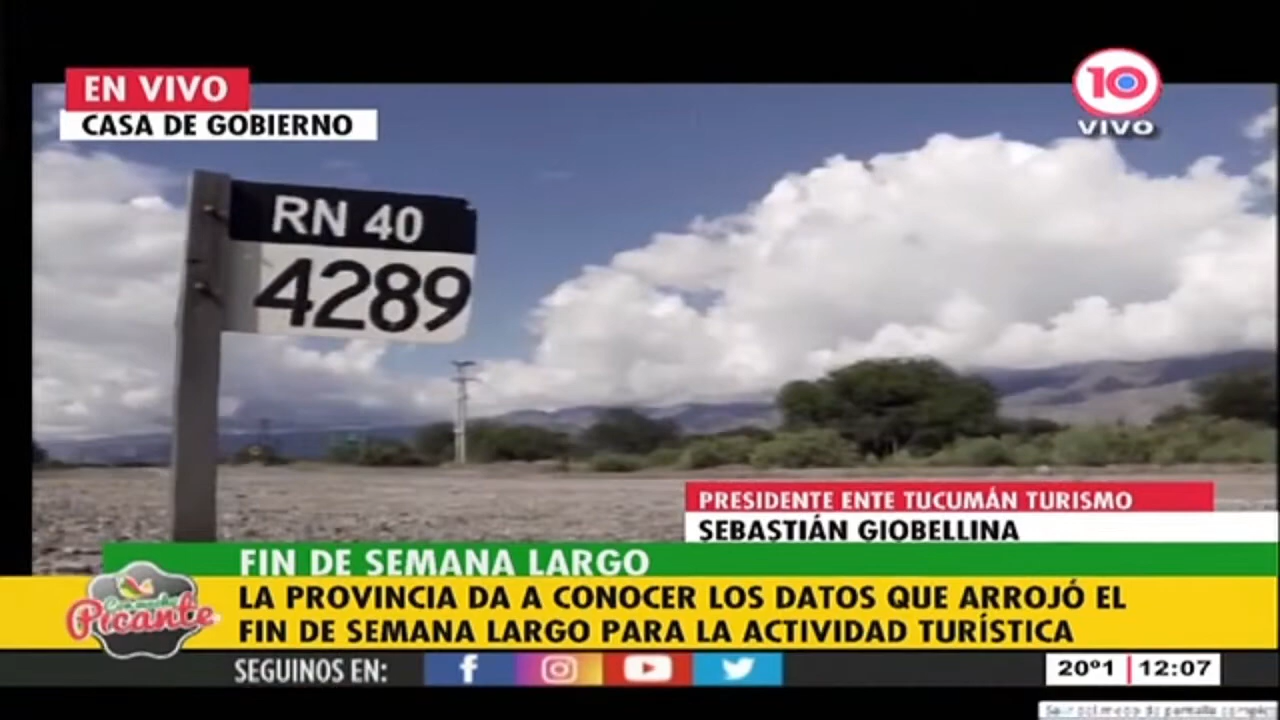 EN VIVO
CASA DE GOBIERNO
10
VIVO
RN 40
4289
PRESIDENTE ENTE TUCUMÁN TURISMO
SEBASTIÁN GIOBELLINA
FIN DE SEMANA LARGO
LA PROVINCIA DA A CONOCER LOS DATOS QUE ARROJÓ EL
FIN DE SEMANA LARGO PARA LA ACTIVIDAD TURÍSTICA
Picante
SEGUINOS EN:
20º1 12:07